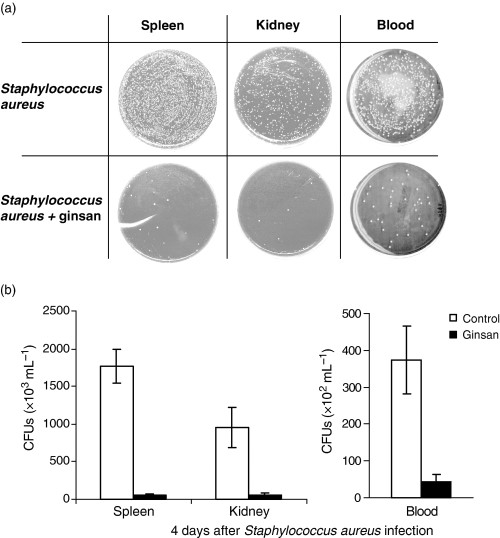 (a)
Spleen Kidney Blood
Staphylococcus
aureus
Staphylococcus
aureus + ginsan
(b)
CFUs (×10³ mL–1)
2500
2000
1500
1000
500
0
Spleen Kidney
CFUs (×10² mL–1)
500
400
300
200
100
0
Blood
Control
Ginsan
4 days after Staphylococcus aureus infection